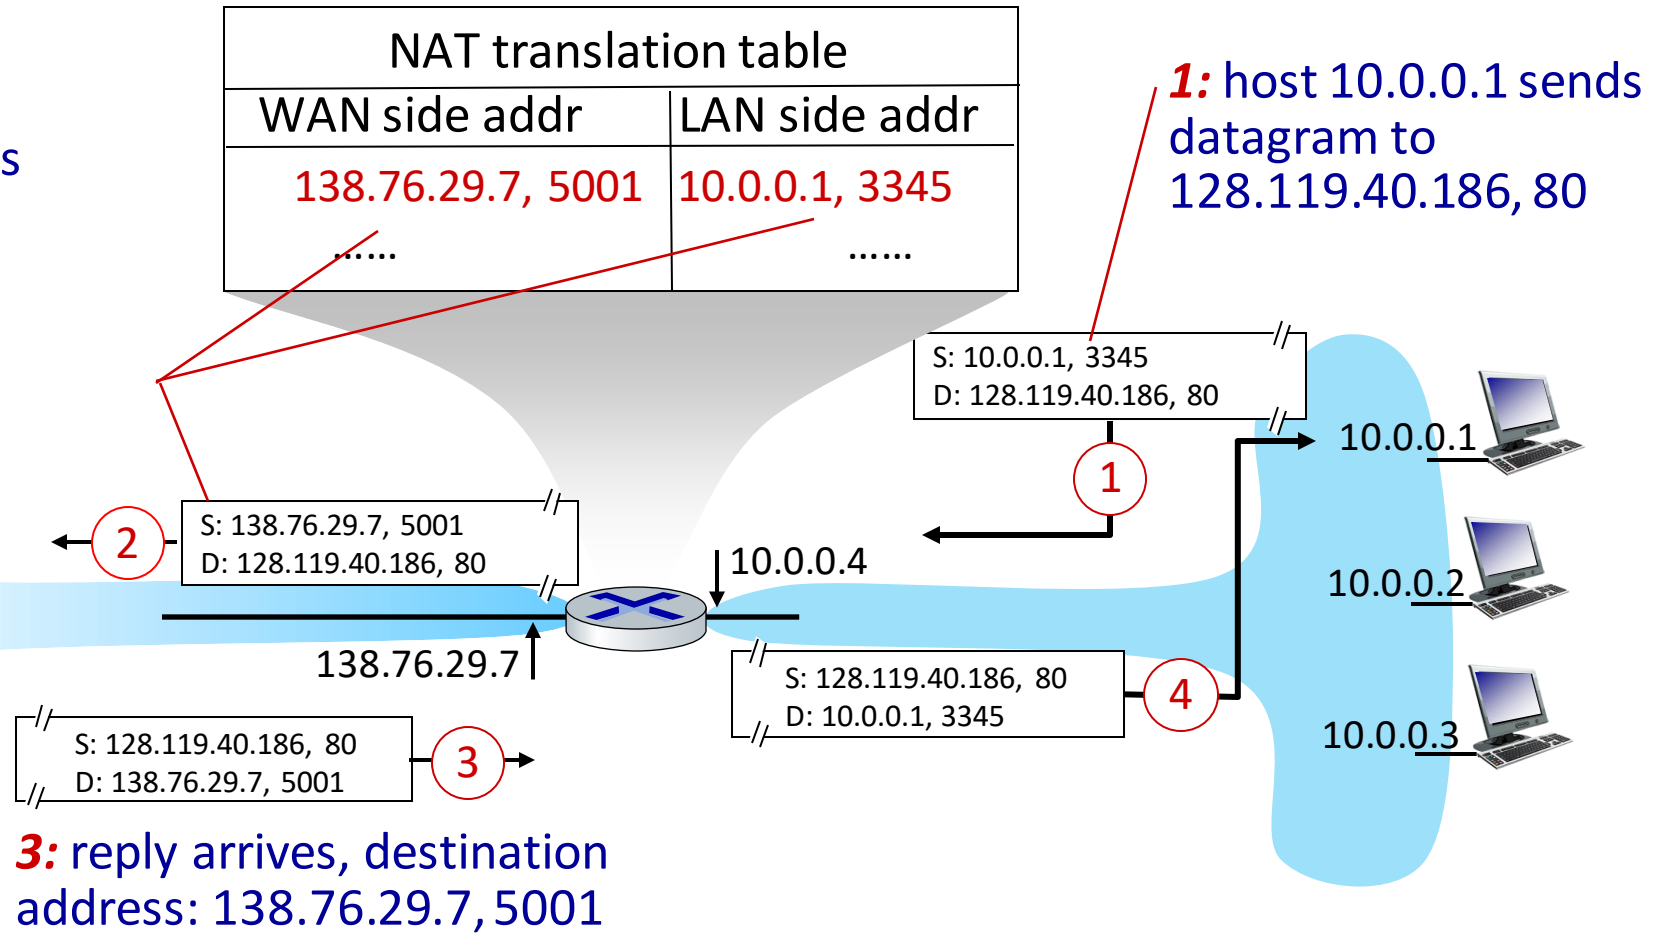 NAT translation table
WAN side addr LAN side addr
138.76.29.7, 5001 10.0.0.1, 3345
…… ……
s
1: host 10.0.0.1 sends
datagram to
128.119.40.186, 80
S: 10.0.0.1, 3345
D: 128.119.40.186, 80
1
10.0.0.1
S: 138.76.29.7, 5001
D: 128.119.40.186, 80
2
10.0.0.4
10.0.0.2
138.76.29.7
S: 128.119.40.186, 80
D: 10.0.0.1, 3345
4
10.0.0.3
S: 128.119.40.186, 80
D: 138.76.29.7, 5001
3
3: reply arrives, destination
address: 138.76.29.7, 5001